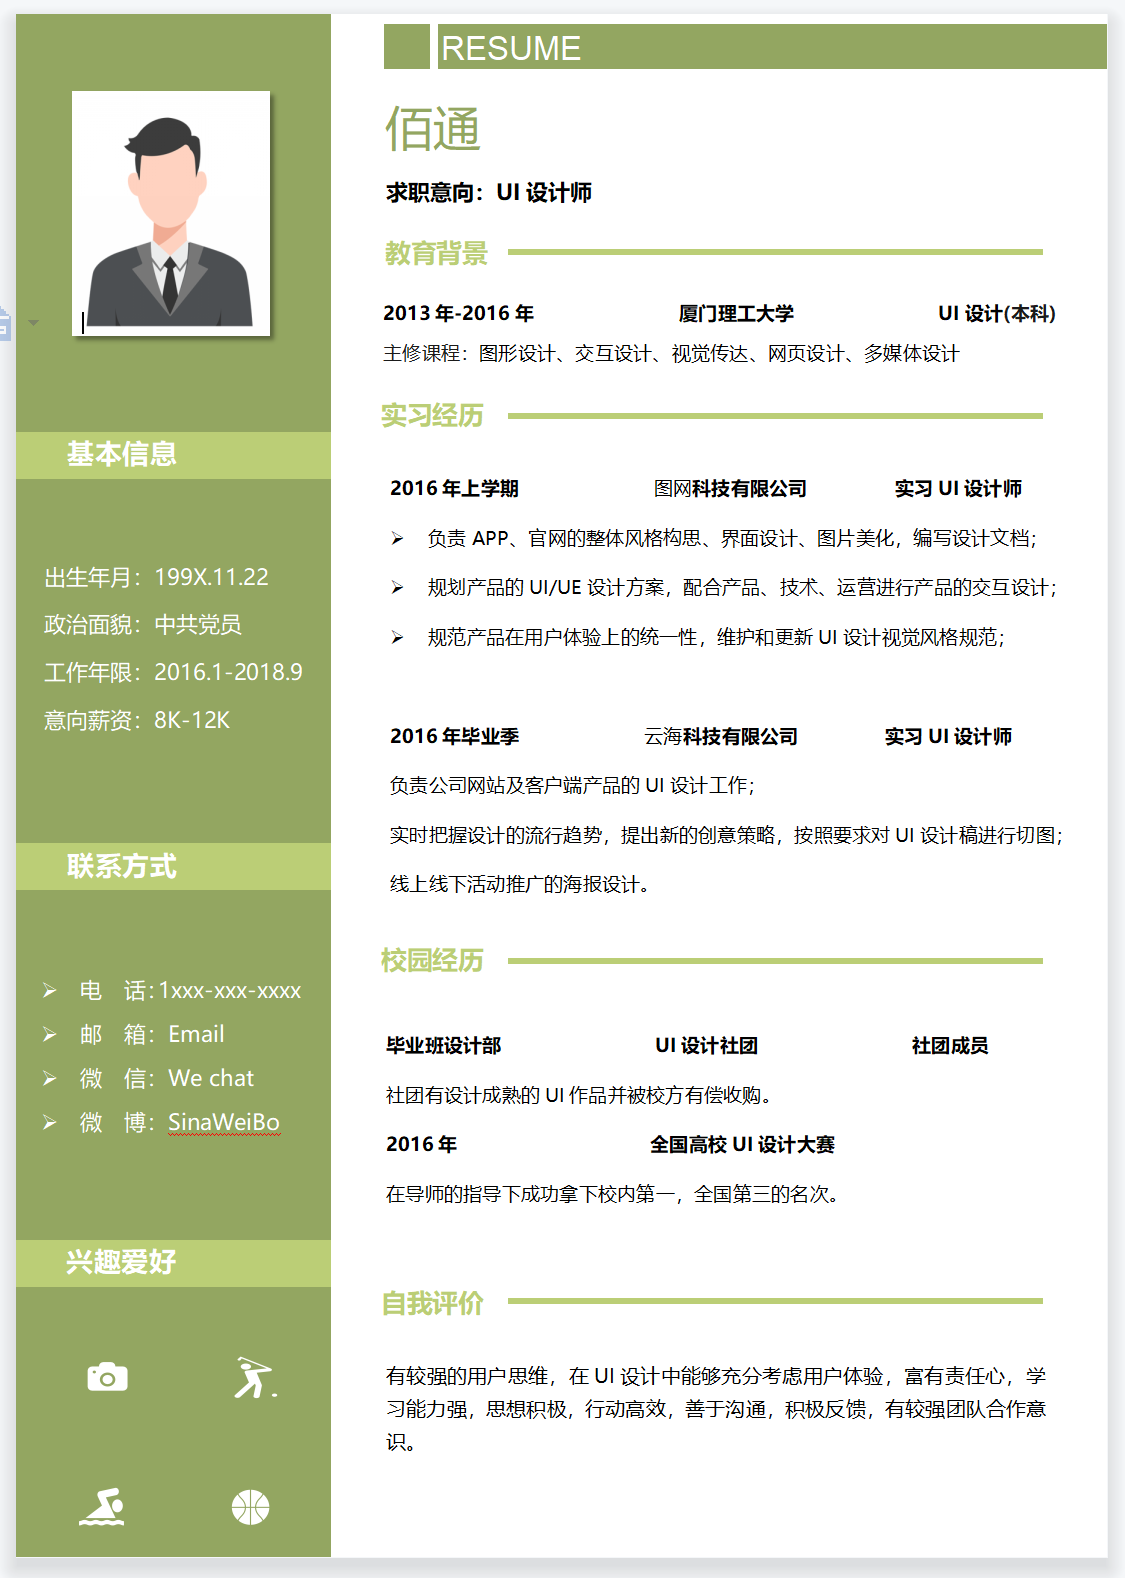 RESUME
佰通
求职意向：UI 设计师
教育背景
2013 年-2016 年 厦门理工大学 UI 设计(本科)
主修课程：图形设计、交互设计、视觉传达、网页设计、多媒体设计
实习经历
2016 年上学期 图网科技有限公司 实习 UI 设计师
➢ 负责 APP、官网的整体风格构思、界面设计、图片美化，编写设计文档；
➢ 规划产品的 UI/UE 设计方案，配合产品、技术、运营进行产品的交互设计；
➢ 规范产品在用户体验上的统一性，维护和更新 UI 设计视觉风格规范；
2016 年毕业季 云海科技有限公司 实习 UI 设计师
负责公司网站及客户端产品的 UI 设计工作；
实时把握设计的流行趋势，提出新的创意策略，按照要求对 UI 设计稿进行切图；
线上线下活动推广的海报设计。
校园经历
毕业班设计部 UI 设计社团 社团成员
社团有设计成熟的 UI 作品并被校方有偿收购。
2016 年 全国高校 UI 设计大赛
在导师的指导下成功拿下校内第一，全国第三的名次。
自我评价
有较强的用户思维，在 UI 设计中能够充分考虑用户体验，富有责任心，学
习能力强，思想积极，行动高效，善于沟通，积极反馈，有较强团队合作意
识。
基本信息
出生年月：199X.11.22
政治面貌：中共党员
工作年限：2016.1-2018.9
意向薪资：8K-12K
联系方式
➢ 电 话：1xxx-xxx-xxxx
➢ 邮 箱：Email
➢ 微 信：We chat
➢ 微 博：SinaWeiBo
兴趣爱好